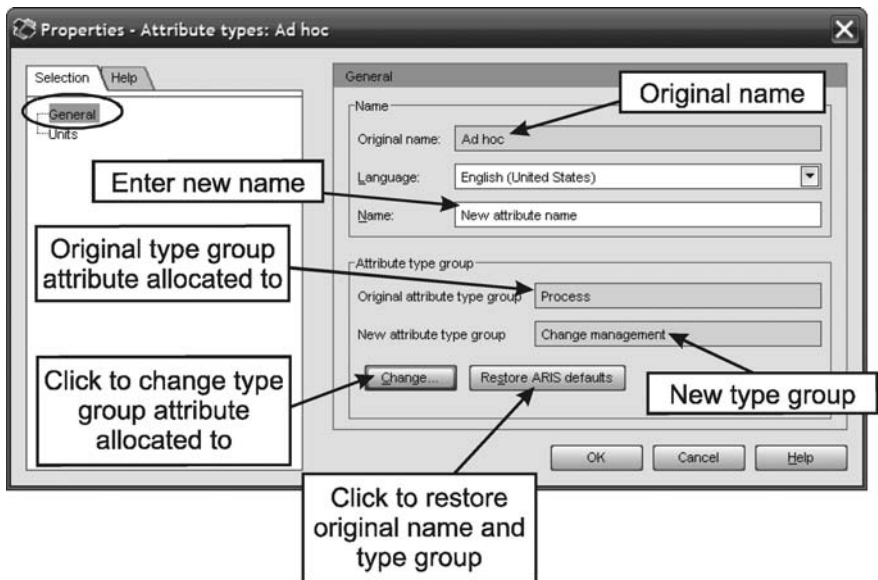 Properties - Attribute types: Ad hoc
Selection
Help
General
Units
General
Original name
Name
Original name:
Ad hoc
Enter new name
Language:
English (United States)
Name:
New attribute name
Original type group
attribute allocated to
Attribute type group
Original attribute type group
Process
New attribute type group
Change management
Click to change type
group attribute
allocated to
Change...
Restore ARIS defaults
New type group
OK
Cancel
Help
Click to restore
original name and
type group